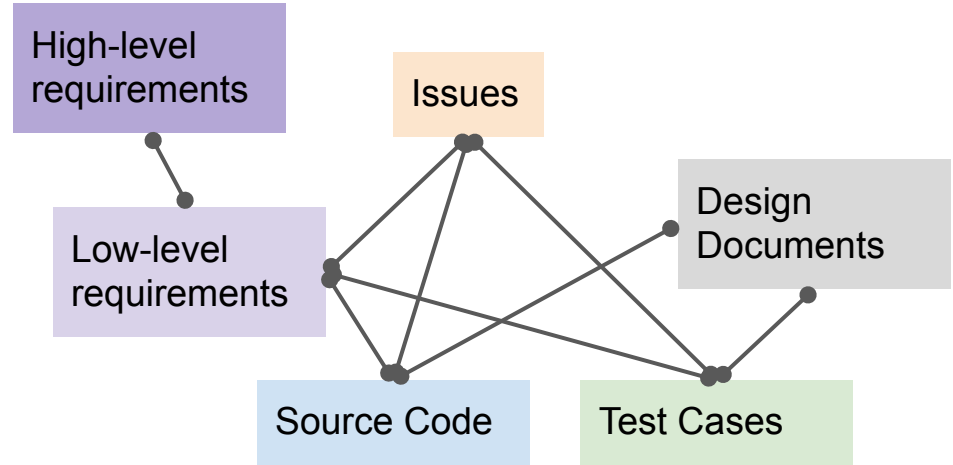 High-level
requirements
Issues
Design
Documents
Low-level
requirements
Source Code
Test Cases